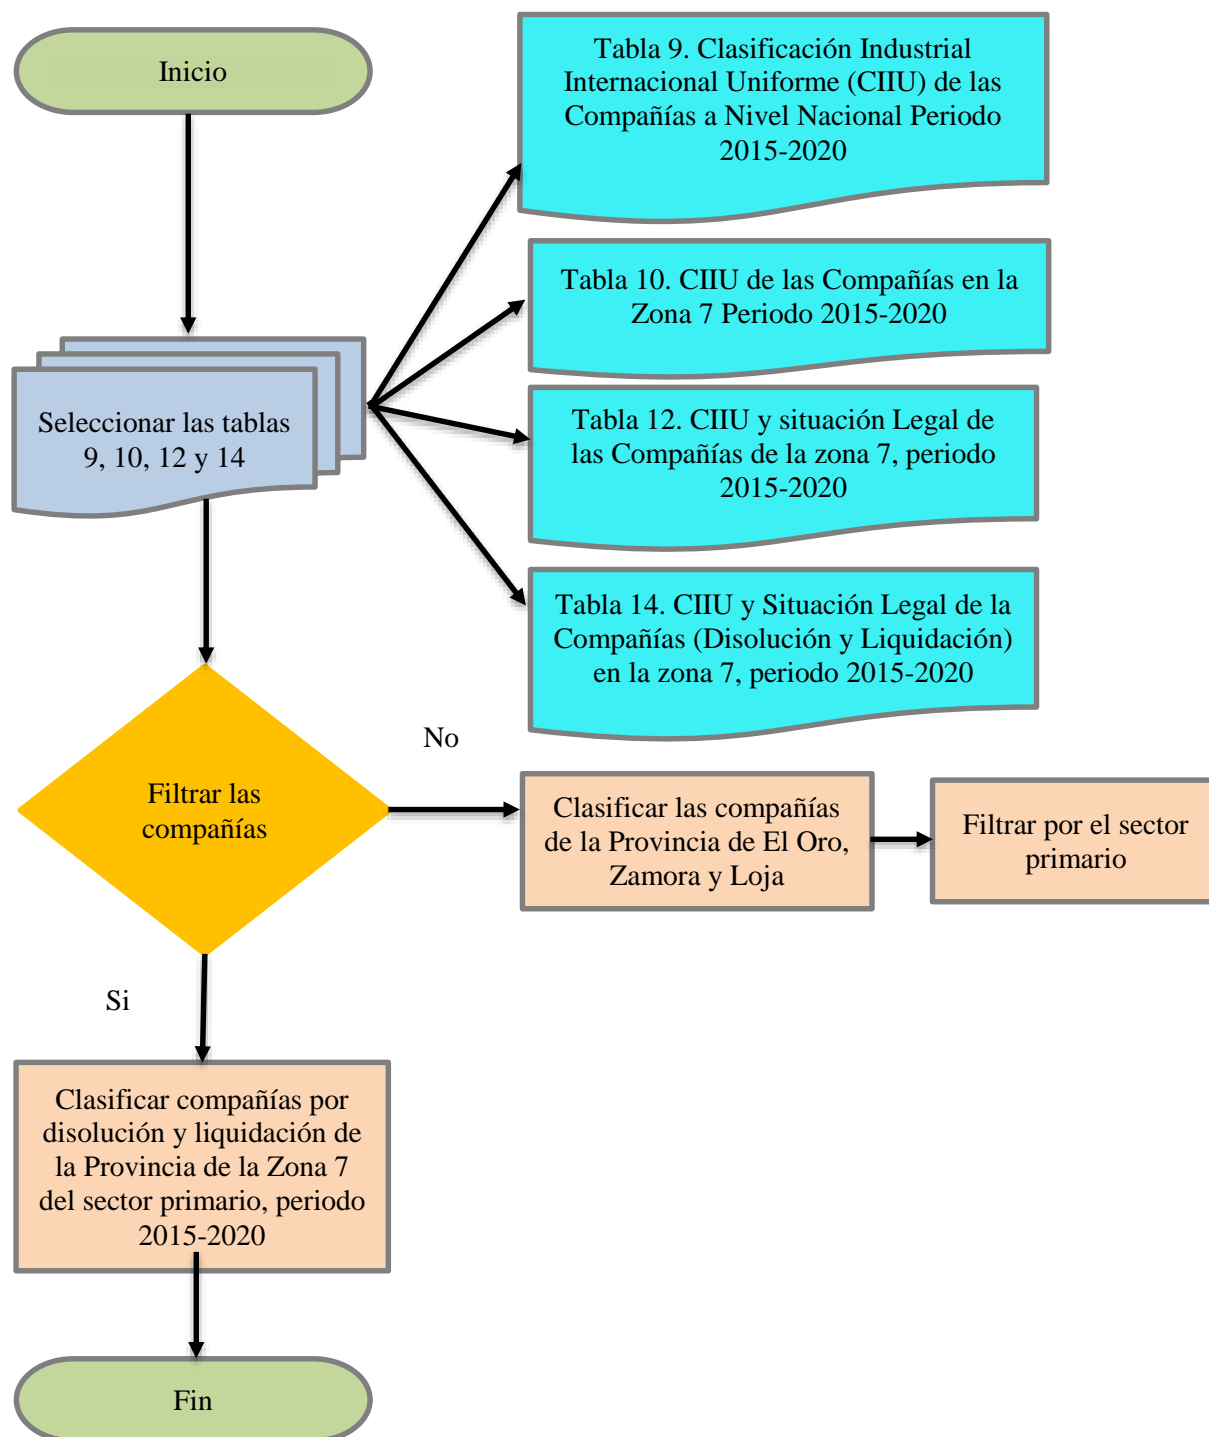 Inicio
Tabla 9. Clasificación Industrial
Internacional Uniforme (CIIU) de las
Compañías a Nivel Nacional Periodo
2015-2020
Tabla 10. CIIU de las Compañías en la
Zona 7 Periodo 2015-2020
Seleccionar las tablas
9, 10, 12 y 14
Tabla 12. CIIU y situación Legal de
las Compañías de la zona 7, periodo
2015-2020
Tabla 14. CIIU y Situación Legal de la
Compañías (Disolución y Liquidación)
en la zona 7, periodo 2015-2020
No
Filtrar las
compañías
Clasificar las compañías
de la Provincia de El Oro,
Zamora y Loja
Filtrar por el sector
primario
Si
Clasificar compañías por
disolución y liquidación de
la Provincia de la Zona 7
del sector primario, periodo
2015-2020
Fin